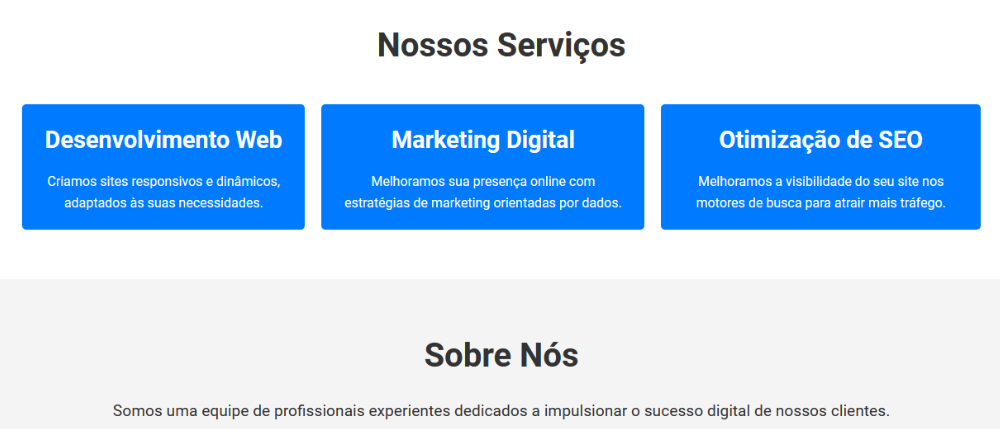 Nossos Serviços
Desenvolvimento Web
Criamos sites responsivos e dinâmicos,
adaptados às suas necessidades.
Marketing Digital
Melhoramos sua presença online com
estratégias de marketing orientadas por dados.
Otimização de SEO
Melhoramos a visibilidade do seu site nos
motores de busca para atrair mais tráfego.
Sobre Nós
Somos uma equipe de profissionais experientes dedicados a impulsionar o sucesso digital de nossos clientes.